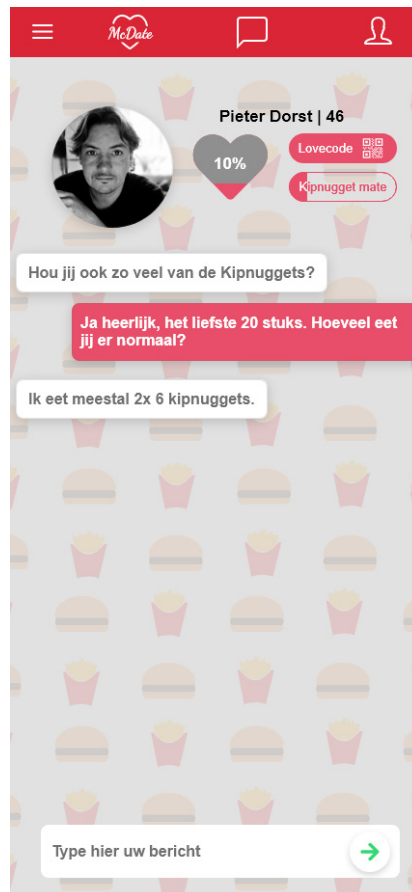 McDate
Pieter Dorst | 46
10%
Lovecode
Kipnugget mate
Hou jij ook zo veel van de Kipnuggets?
Ja heerlijk, het liefste 20 stuks. Hoeveel eet
jij er normaal?
Ik eet meestal 2x 6 kipnuggets.
Type hier uw bericht